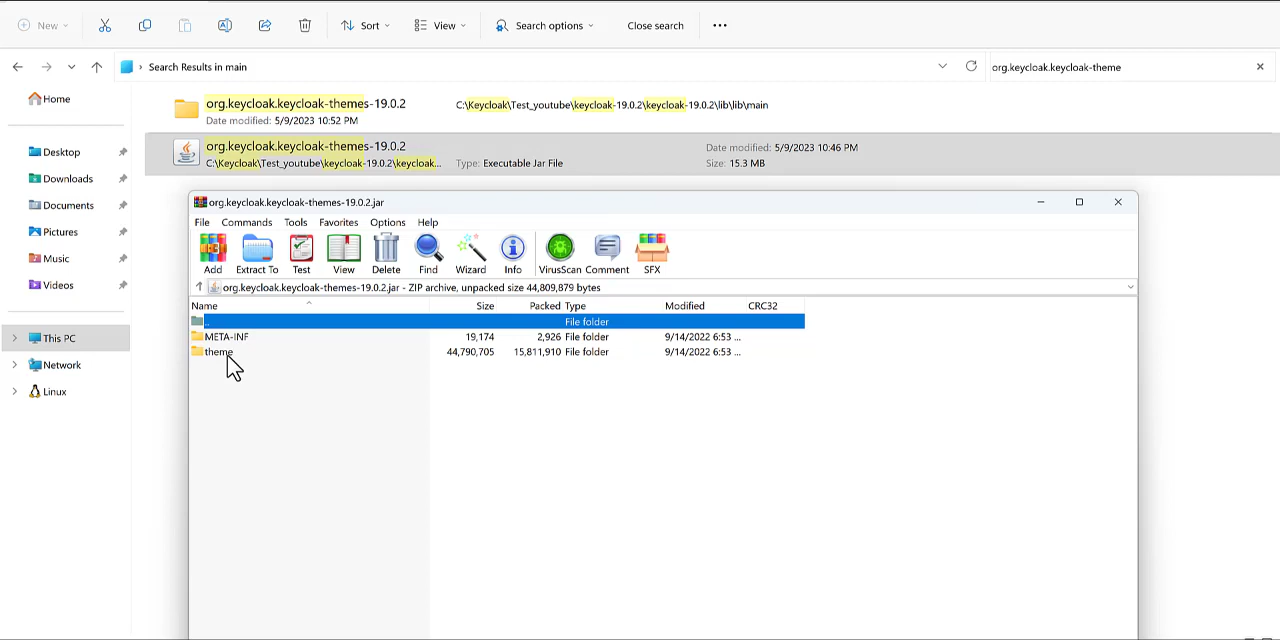 New
Sort
View
Search options
Close search
Search Results in main
org.keycloak.keycloak-theme
Home
Desktop
Downloads
Documents
Pictures
Music
Videos
This PC
Network
Linux
org.keycloak.keycloak-themes-19.0.2
C:\Keycloak\Test_youtube\keycloak-19.0.2\keycloak-19.0.2\lib\lib\main
Date modified: 5/9/2023 10:52 PM
org.keycloak.keycloak-themes-19.0.2
Date modified: 5/9/2023 10:46 PM
C:\Keycloak\Test_youtube\keycloak-19.0.2\keycloak...
Type: Executable Jar File
Size: 15.3 MB
org.keycloak.keycloak-themes-19.0.2.jar
File Commands Tools Favorites Options Help
Add Extract To Test View Delete Find Wizard Info VirusScan Comment SFX
org.keycloak.keycloak-themes-19.0.2.jar - ZIP archive, unpacked size 44,809,879 bytes
Name Size Packed Type Modified CRC32
.. File folder
META-INF 19,174 2,926 File folder 9/14/2022 6:53 ...
theme 44,790,705 15,811,910 File folder 9/14/2022 6:53 ...